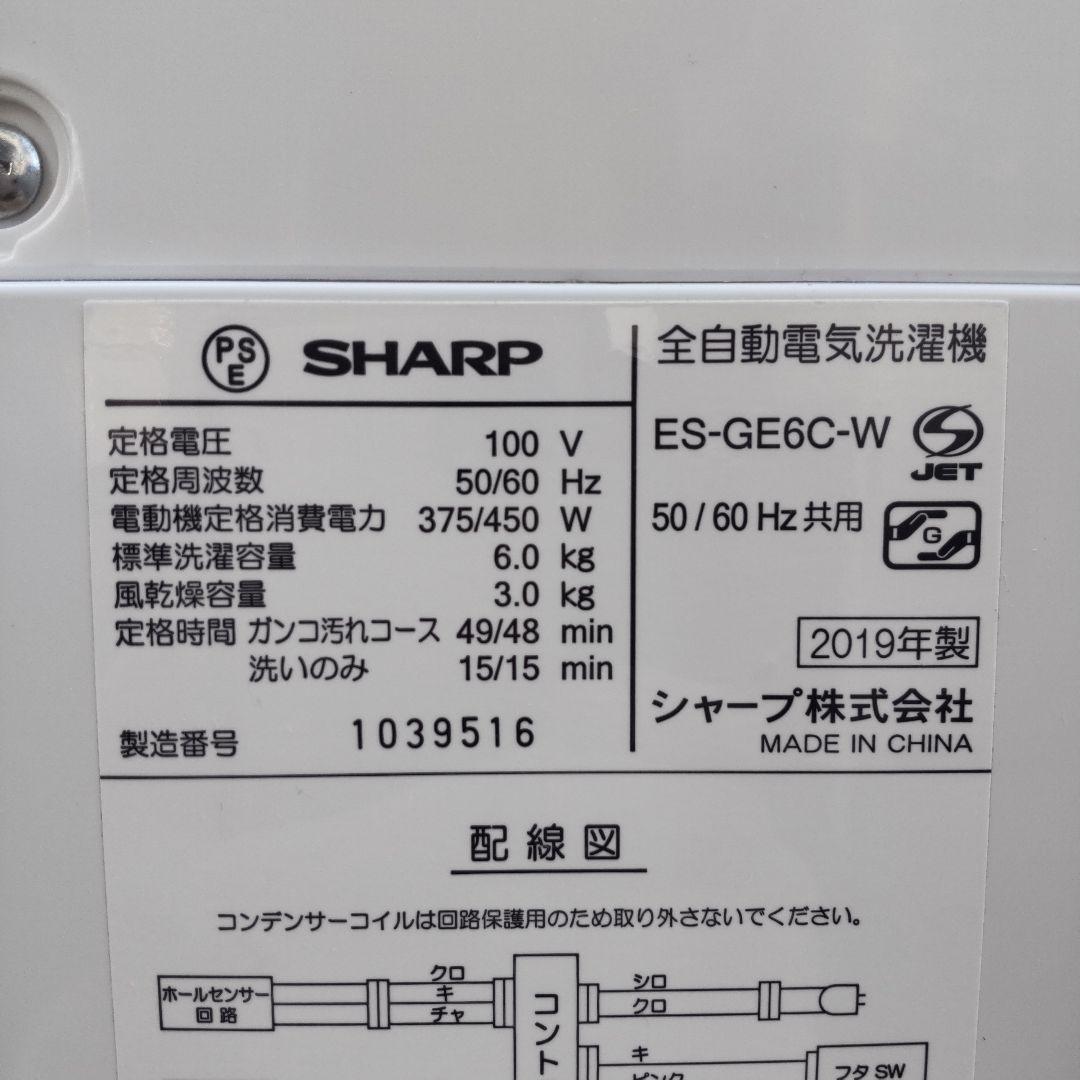 PSE SHARP
定格電圧 100 V
定格周波数 50/60 Hz
電動機定格消費電力 375/450 W
標準洗濯容量 6.0 kg
風乾燥容量 3.0 kg
定格時間 ガンコ汚れコース 49/48 min
洗いのみ 15/15 min
製造番号 1039516
全自動電気洗濯機
ES-GE6C-W JET
50/60 Hz 共用 G
2019年製
シャープ株式会社
MADE IN CHINA
配線図
コンデンサーコイルは回路保護用のため取り外さないでください。
ホールセンサー
回路
クロ
キ
チャ
コント
シロ
クロ
キ
ピンク
フタ SW